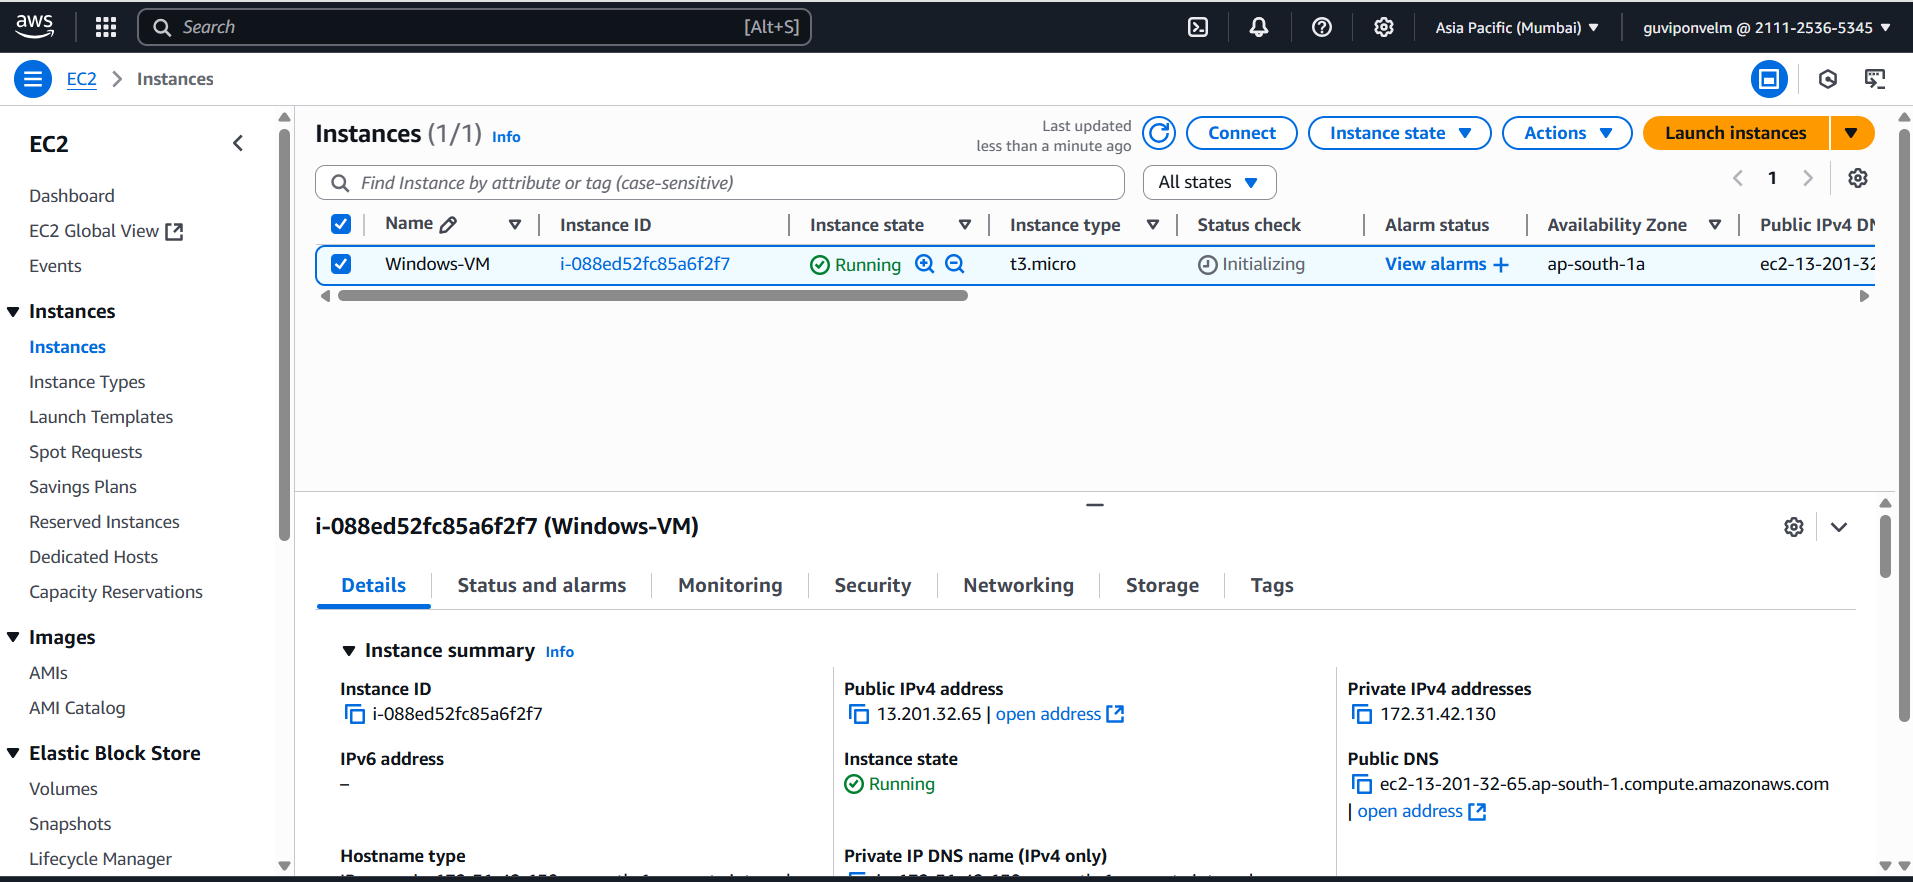 aws
Search [Alt+S]
Asia Pacific (Mumbai)
guviponvelm @ 2111-2536-5345
EC2 Instances
EC2
Dashboard
EC2 Global View
Events
Instances
Instances
Instance Types
Launch Templates
Spot Requests
Savings Plans
Reserved Instances
Dedicated Hosts
Capacity Reservations
Images
AMIs
AMI Catalog
Elastic Block Store
Volumes
Snapshots
Lifecycle Manager
Instances (1/1) Info
Last updated
less than a minute ago
Connect
Instance state
Actions
Launch instances
Find Instance by attribute or tag (case-sensitive)
All states
1
Name Instance ID Instance state Instance type Status check Alarm status Availability Zone Public IPv4 DN
Windows-VM i-088ed52fc85a6f2f7 Running t3.micro Initializing View alarms + ap-south-1a ec2-13-201-32
i-088ed52fc85a6f2f7 (Windows-VM)
Details Status and alarms Monitoring Security Networking Storage Tags
Instance summary Info
Instance ID
i-088ed52fc85a6f2f7
Public IPv4 address
13.201.32.65 | open address
Private IPv4 addresses
172.31.42.130
IPv6 address
–
Instance state
Running
Public DNS
ec2-13-201-32-65.ap-south-1.compute.amazonaws.com
| open address
Hostname type
Private IP DNS name (IPv4 only)